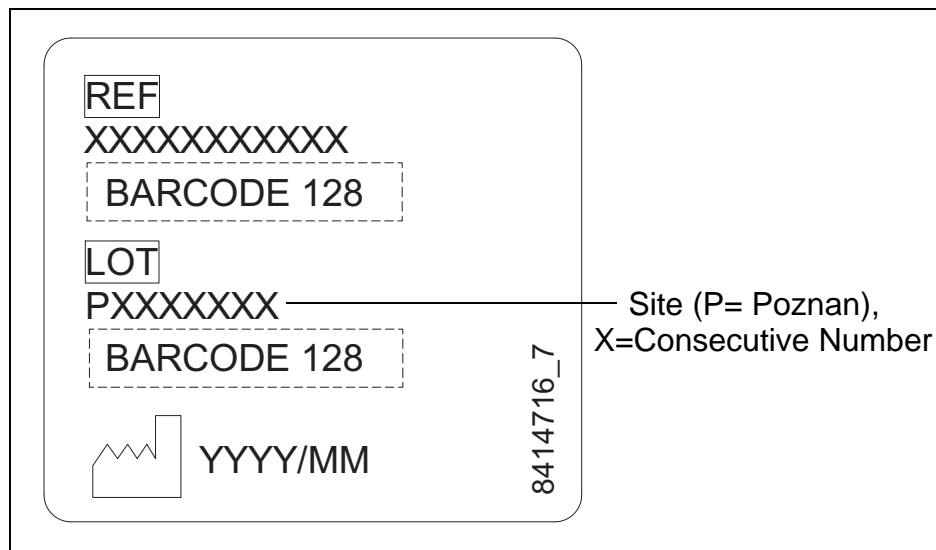 REF
XXXXXXXXXXX
BARCODE 128
LOT
PXXXXXXX
Site (P= Poznan),
X=Consecutive Number
BARCODE 128
YYYY/MM
8414716_7